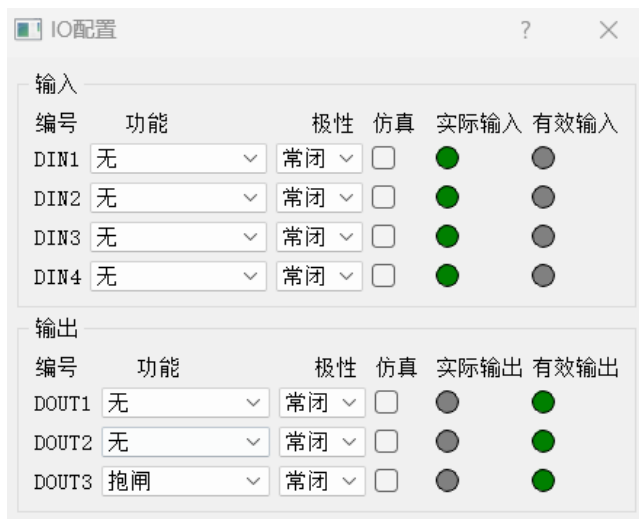 IO配置
输入
编号 功能 极性 仿真 实际输入 有效输入
DIN1 无 常闭
DIN2 无 常闭
DIN3 无 常闭
DIN4 无 常闭
输出
编号 功能 极性 仿真 实际输出 有效输出
DOUT1 无 常闭
DOUT2 无 常闭
DOUT3 抱闸 常闭